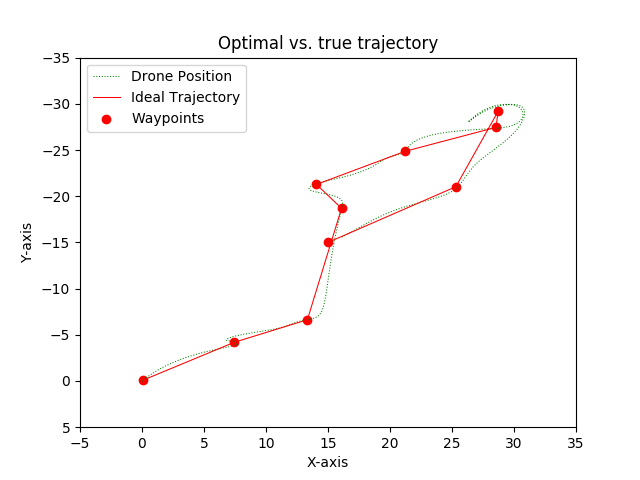 Optimal vs. true trajectory
Drone Position
Ideal Trajectory
Waypoints
Y-axis
−35
−30
−25
−20
−15
−10
−5
0
5
−5 0 5 10 15 20 25 30 35
X-axis